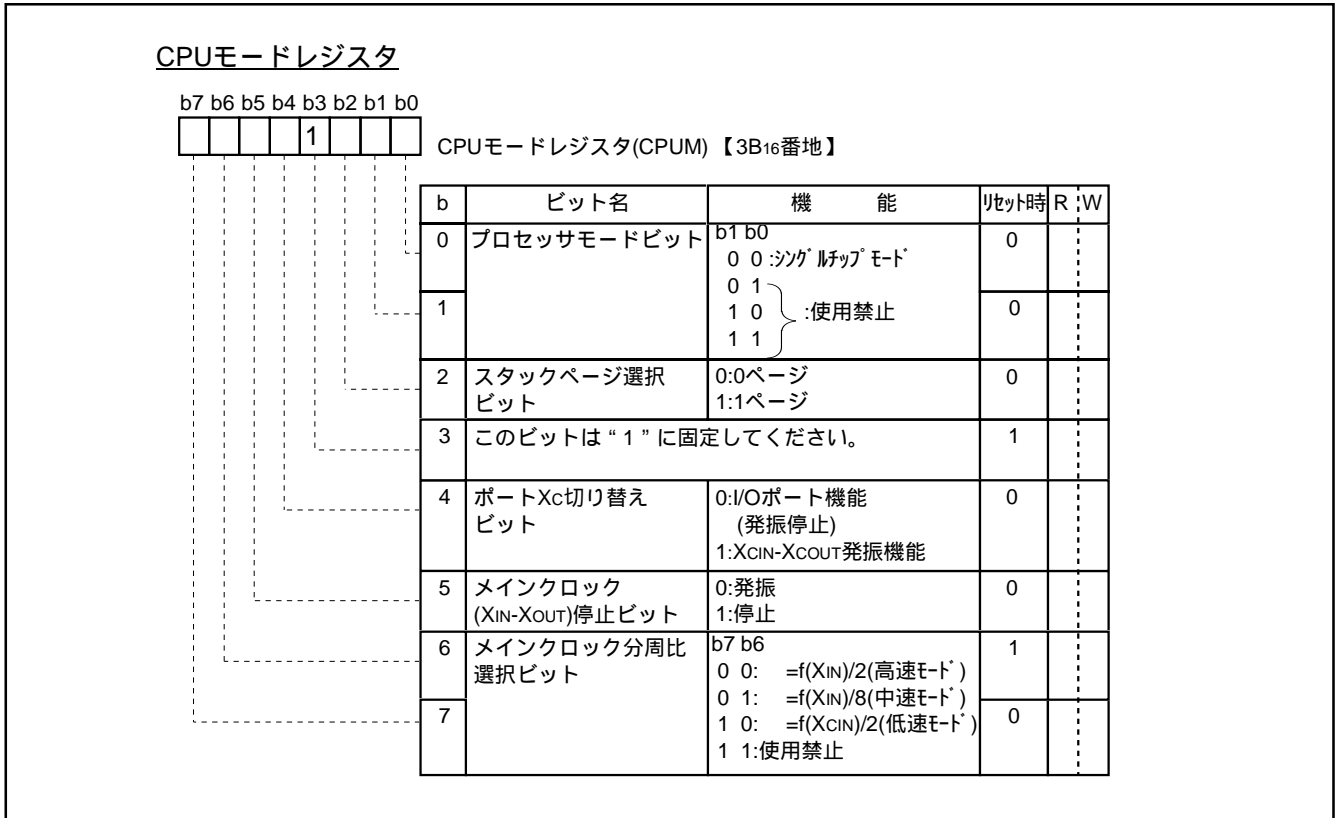 CPUモードレジスタ
b7 b6 b5 b4 b3 b2 b1 b0
1
CPUモードレジスタ(CPUM)【3B16番地】
b ビット名 機 能 リセット時 R W
0 プロセッサモードビット b1 b0 0
0 0 :シングルチップモード
0 1
1 1 0 :使用禁止 0
1 1
2 スタックページ選択 0:0ページ 0
ビット 1:1ページ
3 このビットは“1”に固定してください。 1
4 ポートXC切り替え 0:I/Oポート機能 0
ビット (発振停止)
1:XCIN-XCOUT発振機能
5 メインクロック 0:発振 0
(XIN-XOUT)停止ビット 1:停止
6 メインクロック分周比 b7 b6 1
選択ビット 0 0: =f(XIN)/2(高速モード)
0 1: =f(XIN)/8(中速モード)
7 1 0: =f(XCIN)/2(低速モード) 0
1 1:使用禁止